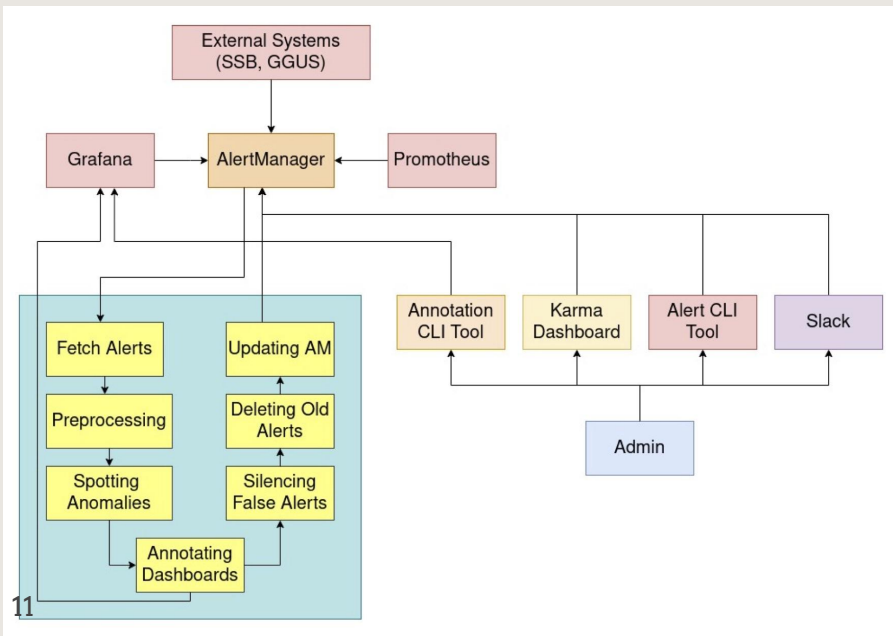 External Systems
(SSB, GGUS)
Grafana
AlertManager
Promotheus
Annotation
CLI Tool
Karma
Dashboard
Alert CLI
Tool
Slack
Fetch Alerts
Updating AM
Preprocessing
Deleting Old
Alerts
Spotting
Anomalies
Silencing
False Alerts
Admin
Annotating
Dashboards
11